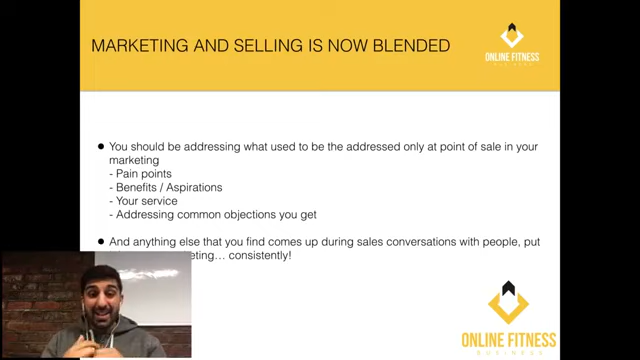 MARKETING AND SELLING IS NOW BLENDED
ONLINE FITNESS
BUSINESS
● You should be addressing what used to be the addressed only at point of sale in your
marketing
- Pain points
- Benefits / Aspirations
- Your service
- Addressing common objections you get
● And anything else that you find comes up during sales conversations with people, put
consistently!
ONLINE FITNESS
BUSINESS